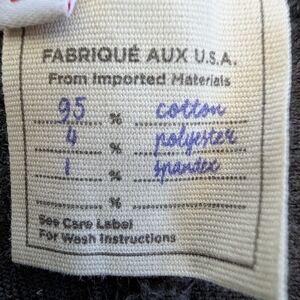 FABRIQUÉ AUX U.S.A.
From Imported Materials
95 % cotton
4 % polyester
1 % spandex
%
See Care Label
For Wash Instructions